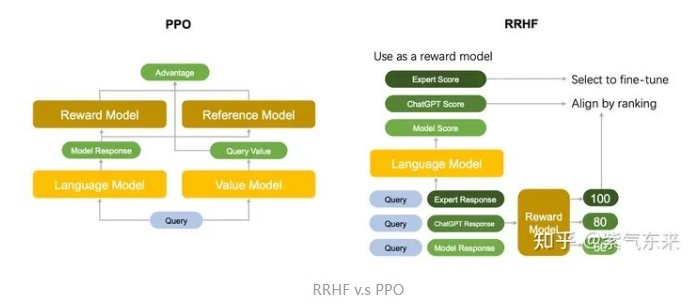 PPO
Advantage
Reward Model
Reference Model
Model Response
Query Value
Language Model
Value Model
Query
RRHF
Use as a reward model
Expert Score
Select to fine-tune
ChatGPT Score
Align by ranking
Model Score
Language Model
Query
Expert Response
100
Query
ChatGPT Response
Reward Model
80
Query
Model Response
知乎 @紫气东来
RRHF v.s PPO